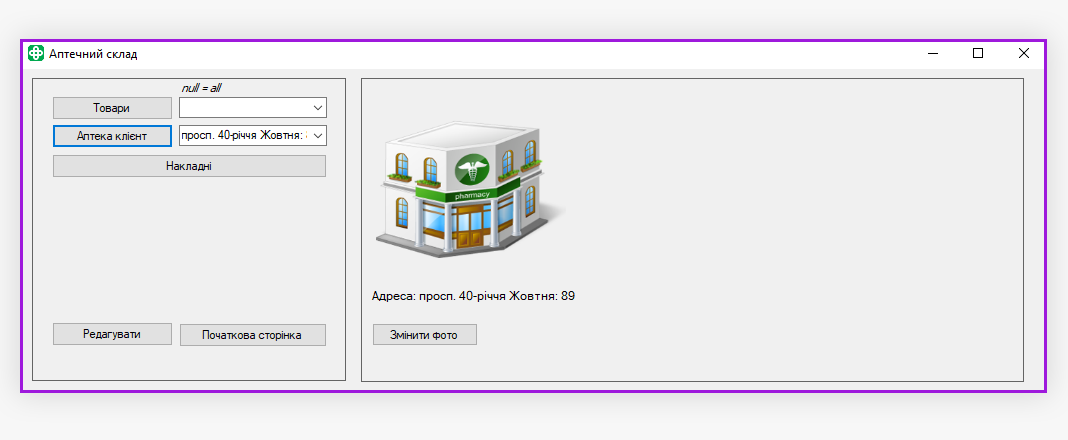 Аптечний склад
null = all
Товари
Аптека клієнт
просп. 40-річчя Жовтня:
Накладні
Редагувати
Початкова сторінка
pharmacy
Адреса: просп. 40-річчя Жовтня: 89
Змінити фото